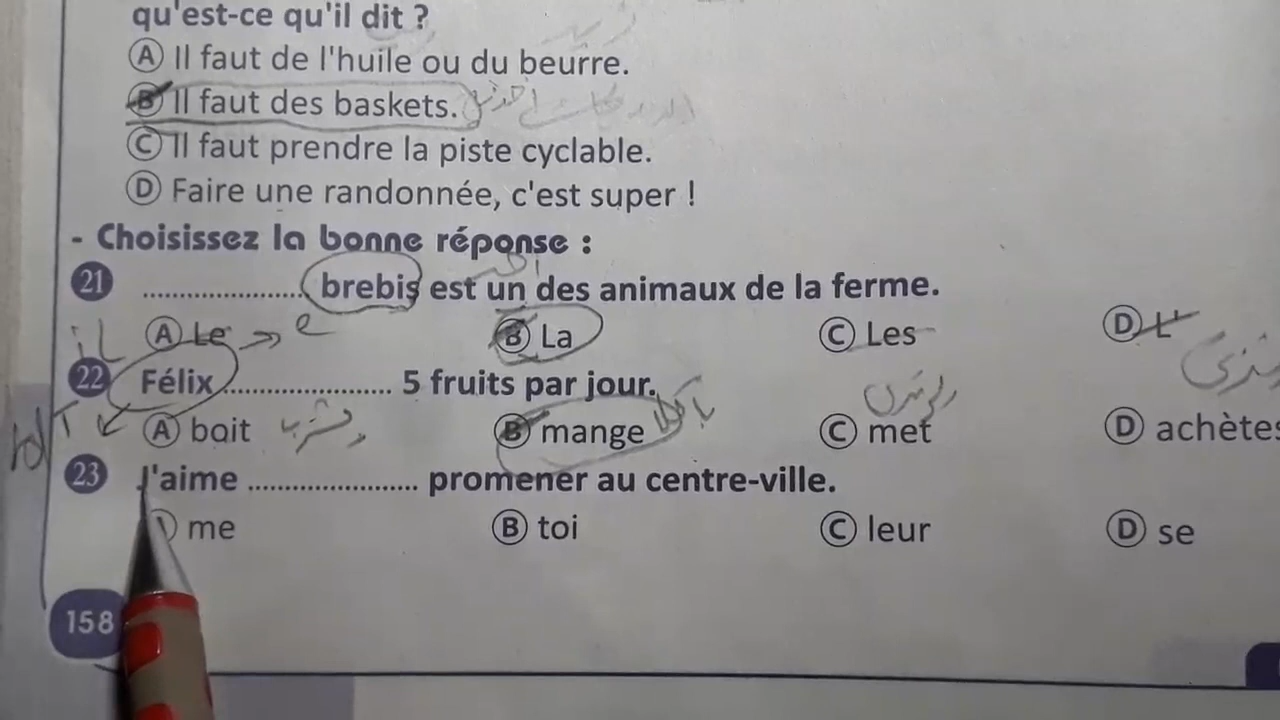 qu'est-ce qu'il dit ?
Ⓐ Il faut de l'huile ou du beurre.
Ⓑ Il faut des baskets.
Ⓒ Il faut prendre la piste cyclable.
Ⓓ Faire une randonnée, c'est super !
- Choisissez la bonne réponse :
21 .................... brebis est un des animaux de la ferme.
Ⓐ Le → e Ⓑ La Ⓒ Les Ⓓ L'
il
22 Félix .................... 5 fruits par jour.
Ⓐ boit Ⓑ mange Ⓒ met Ⓓ achètes
23 J'aime .................... promener au centre-ville.
me Ⓑ toi Ⓒ leur Ⓓ se
158